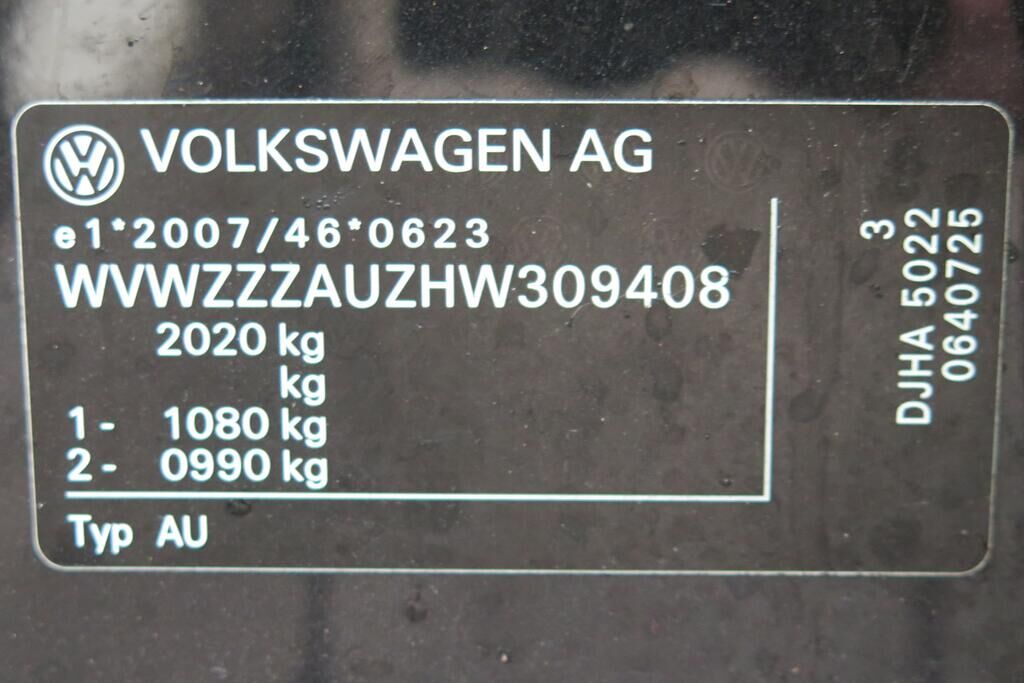 VOLKSWAGEN AG
e1*2007/46*0623
WVWZZZAUZHW309408
2020 kg
kg
1- 1080 kg
2- 0990 kg
Typ AU
3
DJHA 5022
0640725